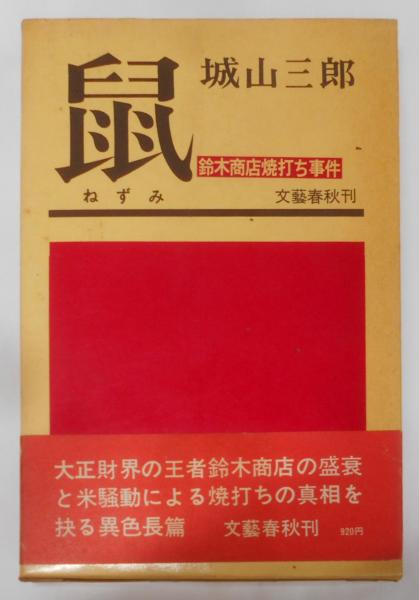 鼠
城山三郎
鈴木商店焼打ち事件
ねずみ
文藝春秋刊
大正財界の王者鈴木商店の盛衰
と米騒動による焼打ちの真相を
抉る異色長篇 文藝春秋刊 920円